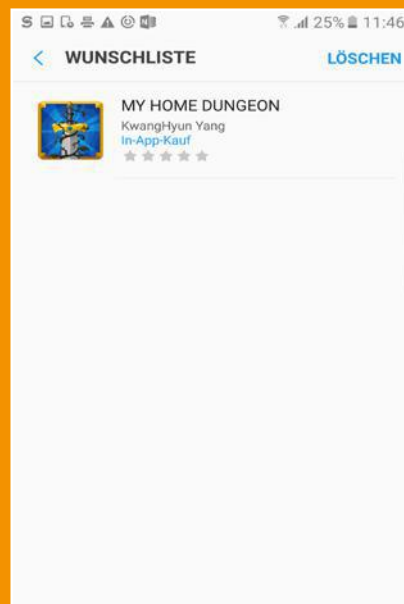 25% 11:46
WUNSCHLISTE
LÖSCHEN
MY HOME DUNGEON
KwangHyun Yang
In-App-Kauf